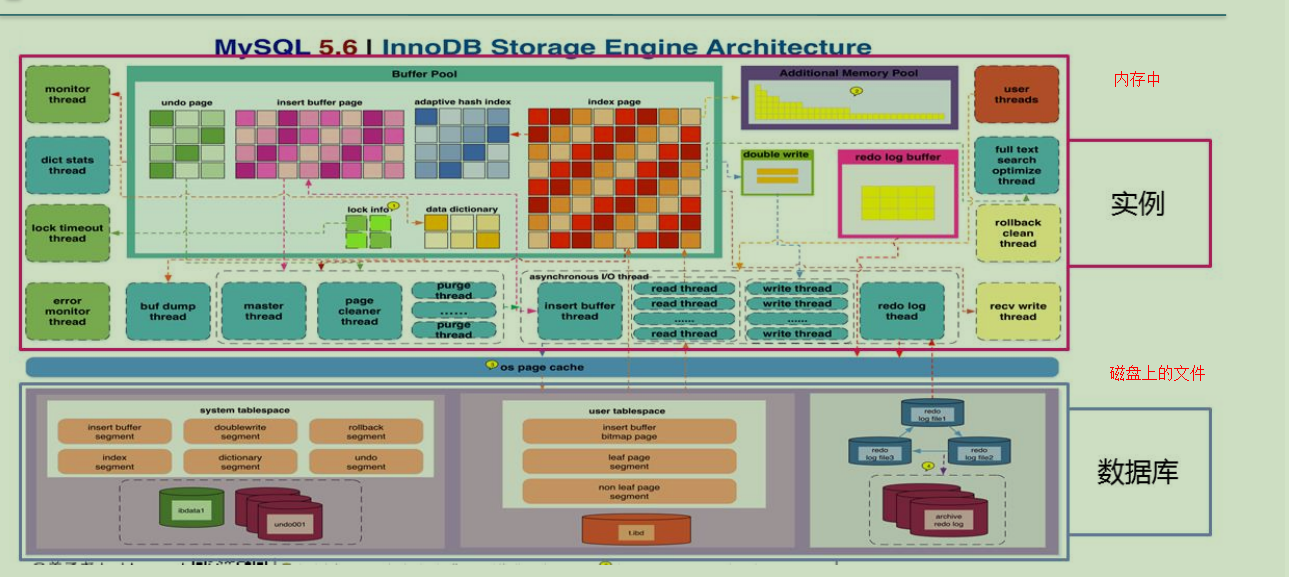 MySQL 5.6 | InnoDB Storage Engine Architecture
Buffer Pool
Additional Memory Pool
内存中
monitor
thread
undo page
insert buffer page
adaptive hash index
index page
user
threads
dict stats
thread
double write
redo log buffer
full text
search
optimize
thread
实例
lock timeout
thread
lock info
data dictionary
rollback
clean
thread
asynchronous I/O thread
error
monitor
thread
buf dump
thread
master
thread
page
cleaner
thread
purge
thread
......
purge
thread
insert buffer
thread
read thread
read thread
......
read thread
write thread
write thread
......
write thread
redo log
thead
recv write
thread
os page cache
磁盘上的文件
system tablespace
insert buffer
segment
doublewrite
segment
rollback
segment
index
segment
dictionary
segment
undo
segment
ibdata1
undo001
user tablespace
insert buffer
bitmap page
leaf page
segment
non leaf page
segment
t.ibd
redo
log file1
redo
log file3
redo
log file2
archive
redo log
数据库